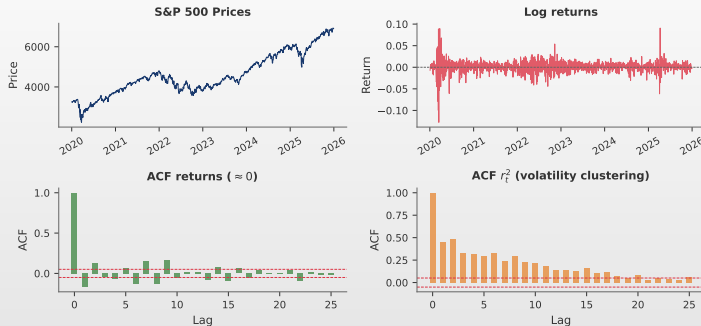 S&P 500 Prices
Price
6000
4000
2020 2021 2022 2023 2024 2025 2026
Log returns
Return
0.10
0.05
0.00
−0.05
−0.10
2020 2021 2022 2023 2024 2025 2026
ACF returns (≈0)
ACF
1.0
0.5
0.0
0 5 10 15 20 25
Lag
ACF r_t^2 (volatility clustering)
ACF
1.00
0.75
0.50
0.25
0.00
0 5 10 15 20 25
Lag